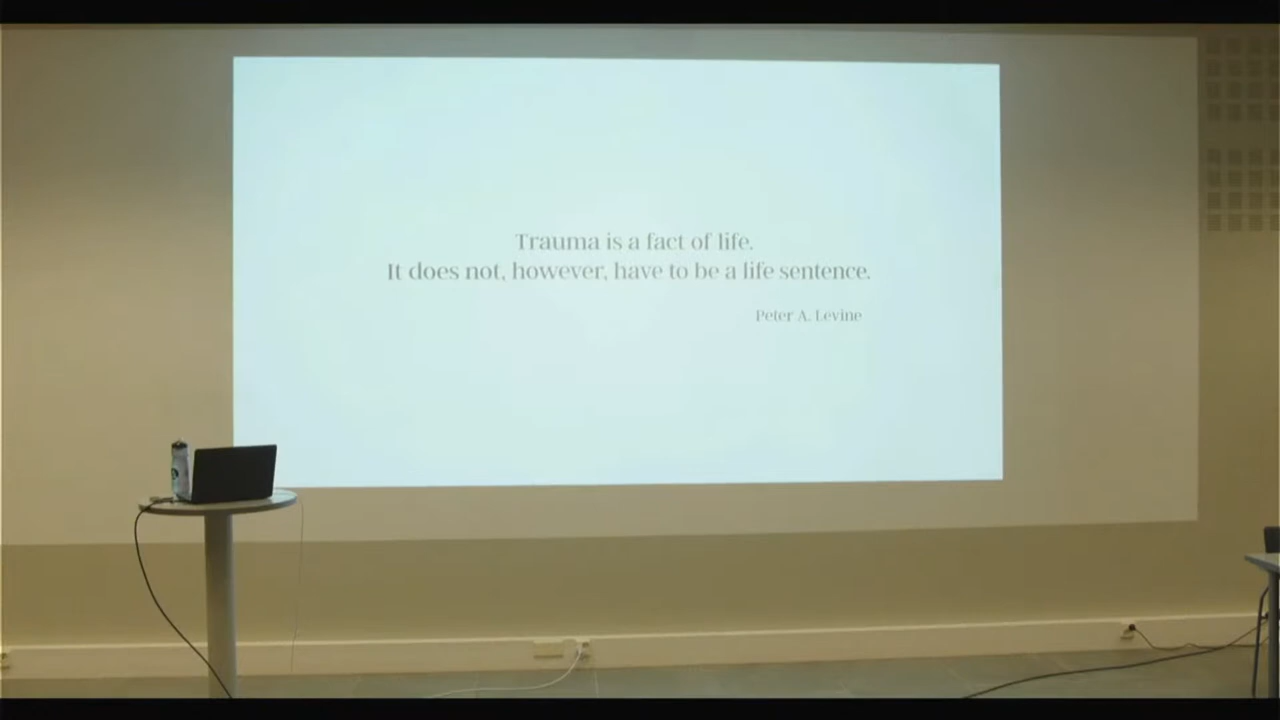 Trauma is a fact of life.
It does not, however, have to be a life sentence.
Peter A. Levine